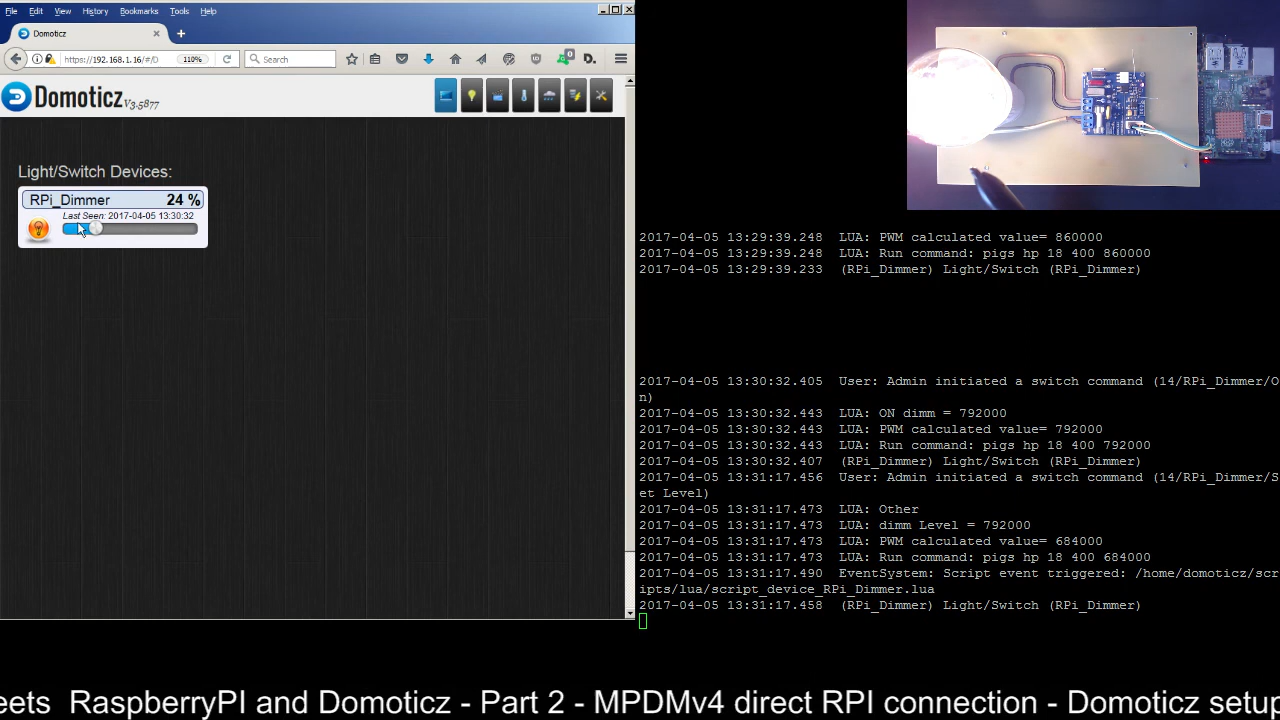 File Edit View History Bookmarks Tools Help
Domoticz
https://192.168.1.16/#/D 110% Search
Domoticz V3.5877
Light/Switch Devices:
RPi_Dimmer 24 %
Last Seen: 2017-04-05 13:30:32
2017-04-05 13:29:39.248 LUA: PWM calculated value= 860000
2017-04-05 13:29:39.248 LUA: Run command: pigs hp 18 400 860000
2017-04-05 13:29:39.233 (RPi_Dimmer) Light/Switch (RPi_Dimmer)
2017-04-05 13:30:32.405 User: Admin initiated a switch command (14/RPi_Dimmer/O
n)
2017-04-05 13:30:32.443 LUA: ON dimm = 792000
2017-04-05 13:30:32.443 LUA: PWM calculated value= 792000
2017-04-05 13:30:32.443 LUA: Run command: pigs hp 18 400 792000
2017-04-05 13:30:32.407 (RPi_Dimmer) Light/Switch (RPi_Dimmer)
2017-04-05 13:31:17.456 User: Admin initiated a switch command (14/RPi_Dimmer/S
et Level)
2017-04-05 13:31:17.473 LUA: Other
2017-04-05 13:31:17.473 LUA: dimm Level = 792000
2017-04-05 13:31:17.473 LUA: PWM calculated value= 684000
2017-04-05 13:31:17.473 LUA: Run command: pigs hp 18 400 684000
2017-04-05 13:31:17.490 EventSystem: Script event triggered: /home/domoticz/scr
ipts/lua/script_device_RPi_Dimmer.lua
2017-04-05 13:31:17.458 (RPi_Dimmer) Light/Switch (RPi_Dimmer)
eets RaspberryPI and Domoticz - Part 2 - MPDMv4 direct RPI connection - Domoticz setup